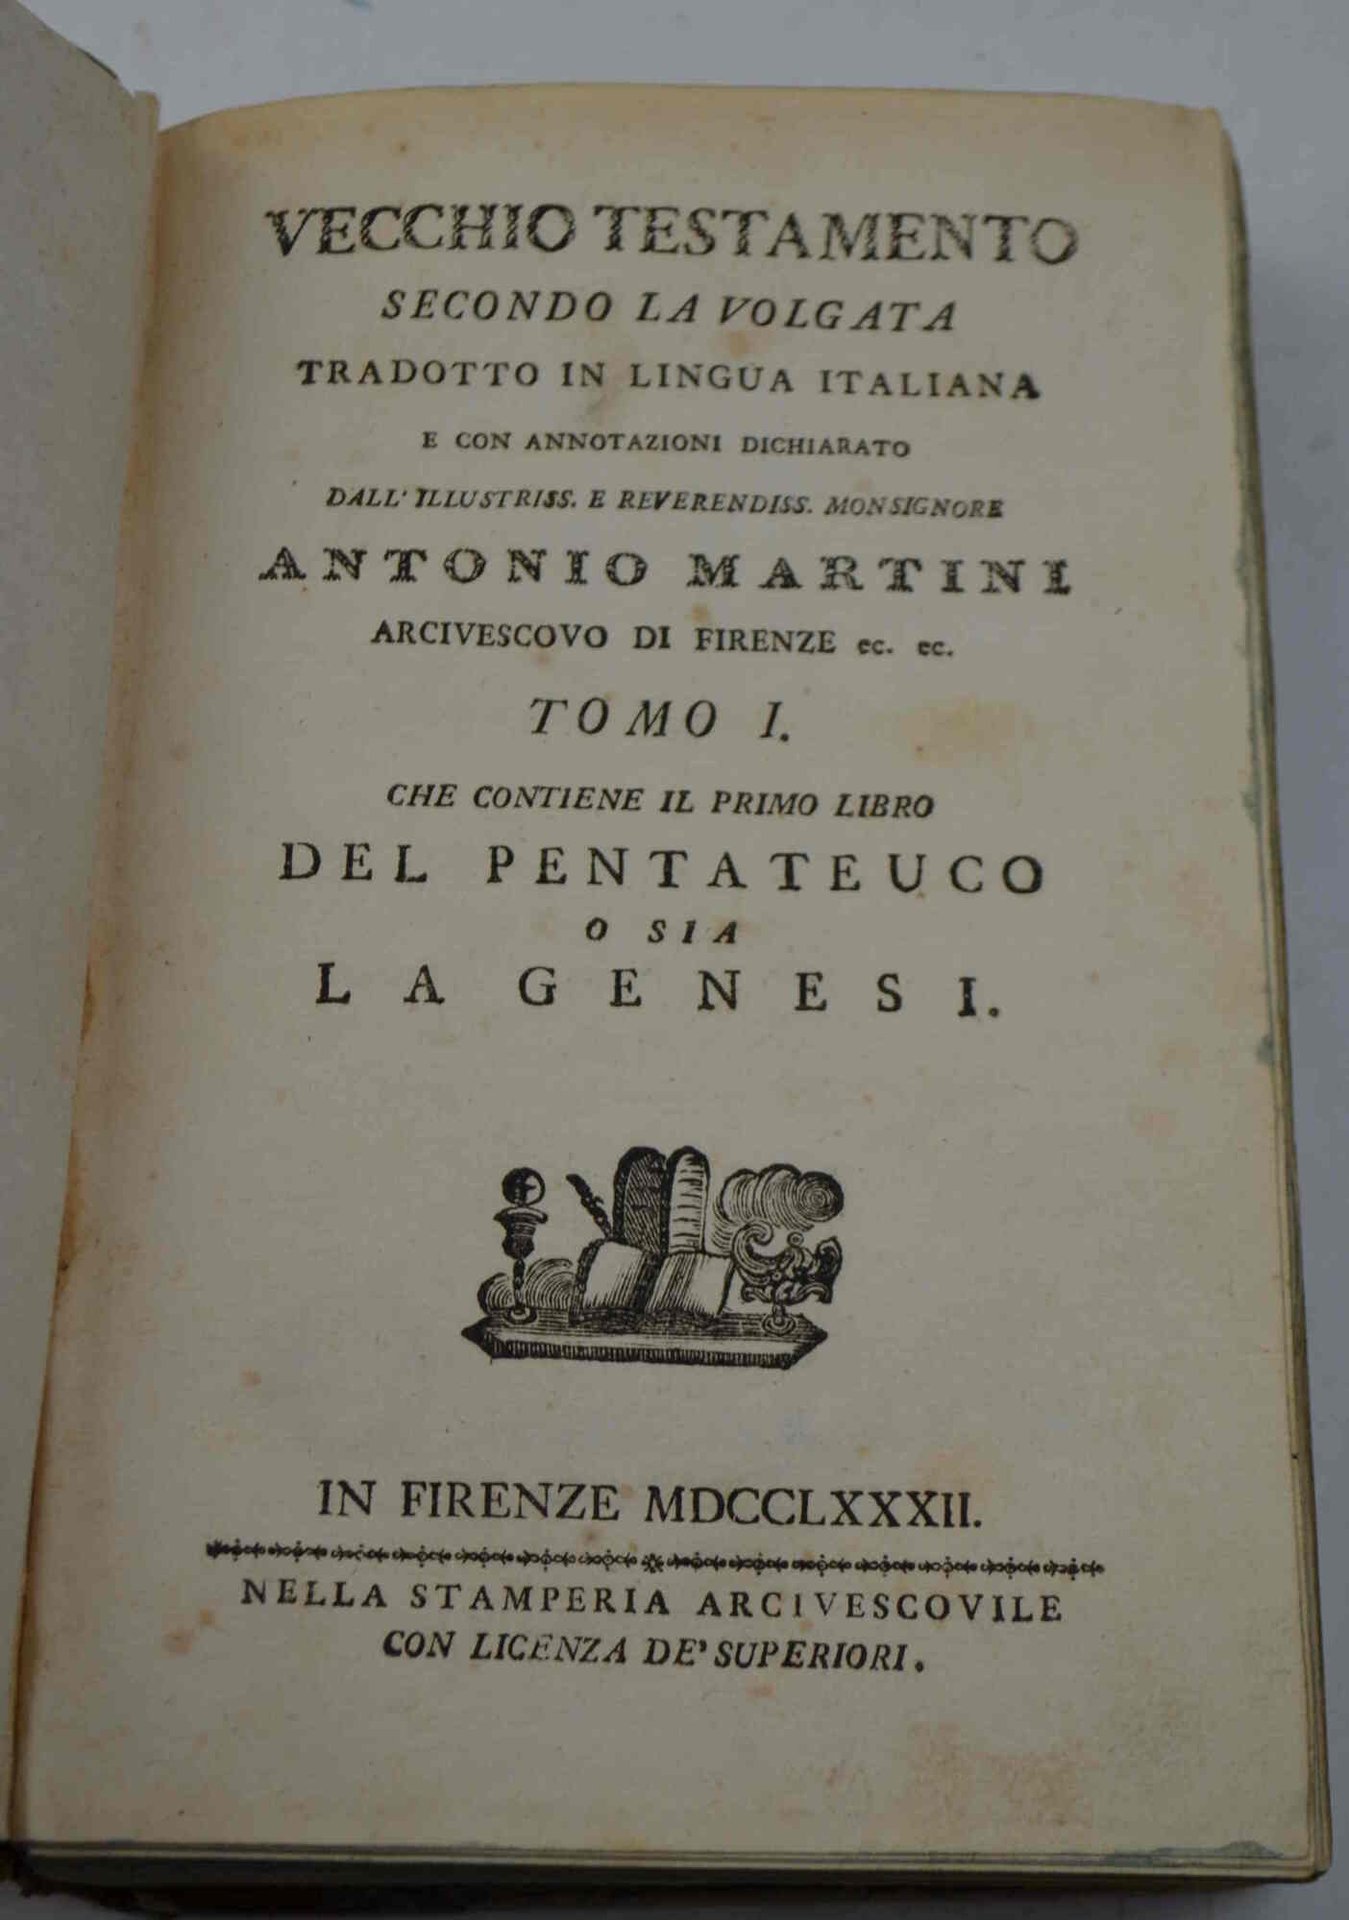 VECCHIO TESTAMENTO
SECONDO LA VOLGATA
TRADOTTO IN LINGUA ITALIANA
E CON ANNOTAZIONI DICHIARATO
DALL' ILLUSTRISS. E REVERENDISS. MONSIGNORE
ANTONIO MARTINI
ARCIVESCOVO DI FIRENZE ec. ec.
TOMO I.
CHE CONTIENE IL PRIMO LIBRO
DEL PENTATEUCO
O SIA
LA GENESI.
IN FIRENZE MDCCLXXXII.
NELLA STAMPERIA ARCIVESCOVILE
CON LICENZA DE' SUPERIORI.